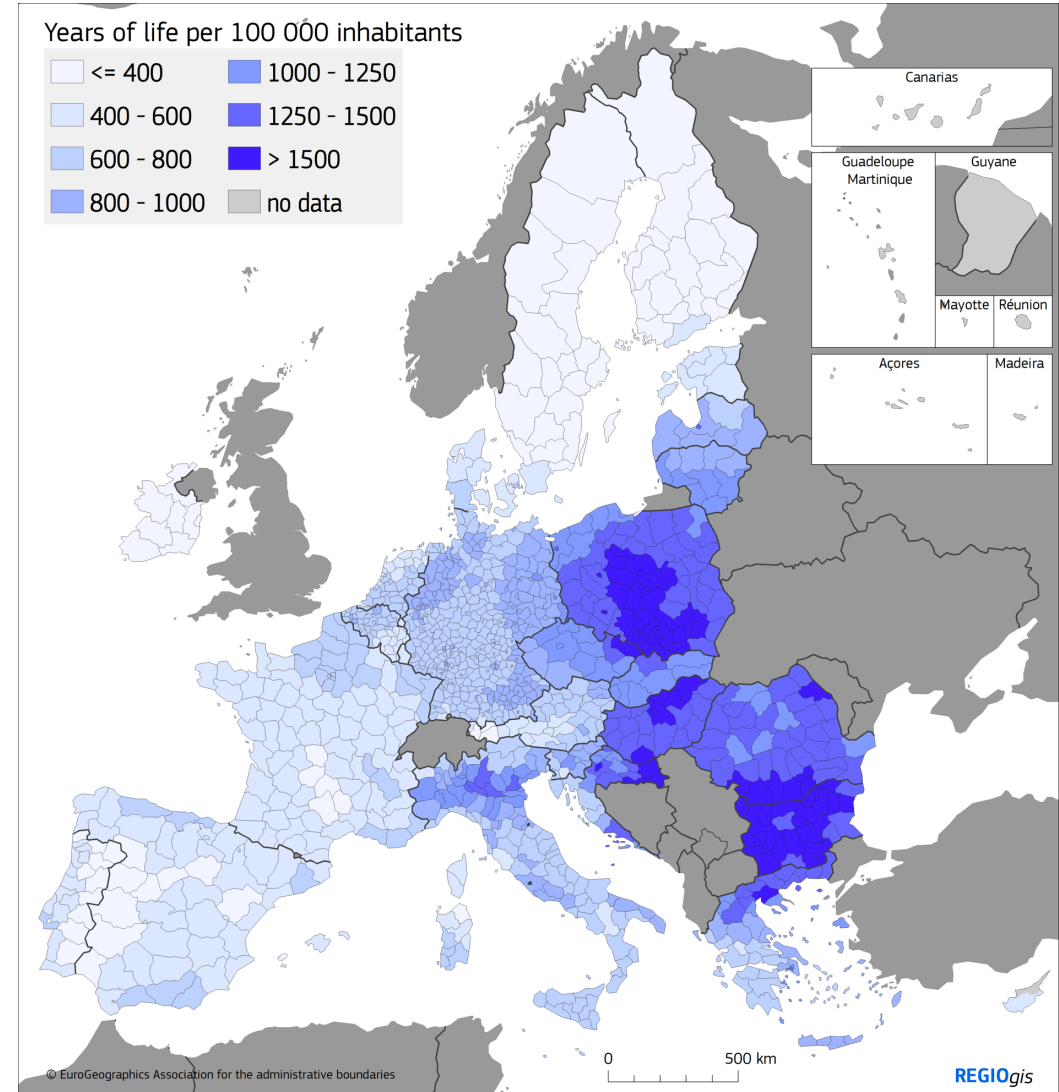 Years of life per 100 000 inhabitants
<= 400
400 - 600
600 - 800
800 - 1000
1000 - 1250
1250 - 1500
> 1500
no data
Canarias
Guadeloupe
Martinique
Guyane
Mayotte
Réunion
Açores
Madeira
0 500 km
© EuroGeographics Association for the administrative boundaries
REGIOgis